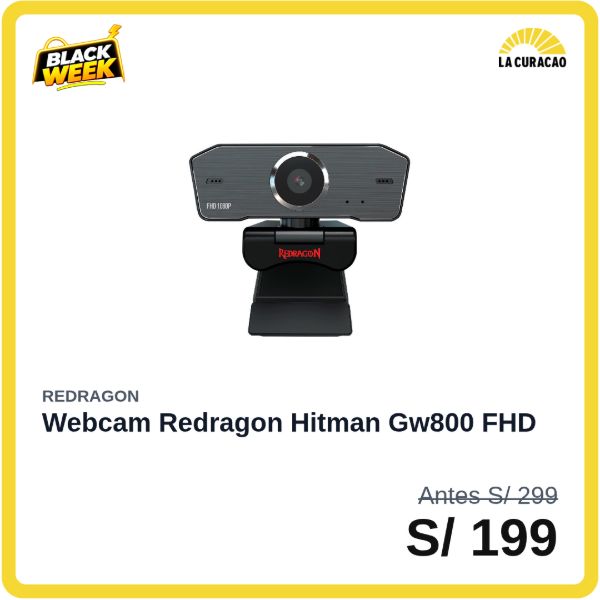 BLACK
WEEK
LA CURACAO
FHD 1080P
REDRAGON
REDRAGON
Webcam Redragon Hitman Gw800 FHD
Antes S/ 299
S/ 199